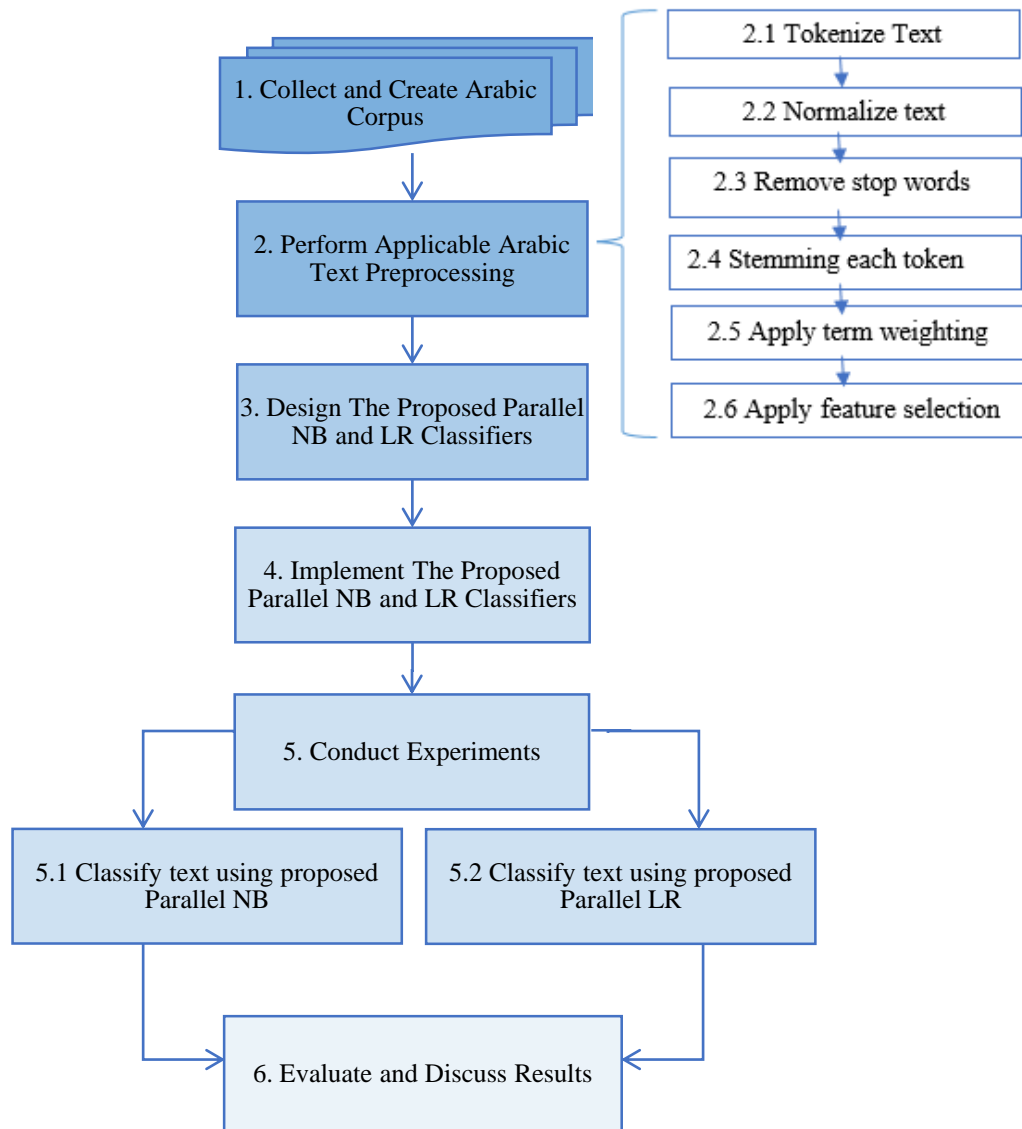 1. Collect and Create Arabic
Corpus
2. Perform Applicable Arabic
Text Preprocessing
2.1 Tokenize Text
2.2 Normalize text
2.3 Remove stop words
2.4 Stemming each token
2.5 Apply term weighting
2.6 Apply feature selection
3. Design The Proposed Parallel
NB and LR Classifiers
4. Implement The Proposed
Parallel NB and LR Classifiers
5. Conduct Experiments
5.1 Classify text using proposed
Parallel NB
5.2 Classify text using proposed
Parallel LR
6. Evaluate and Discuss Results